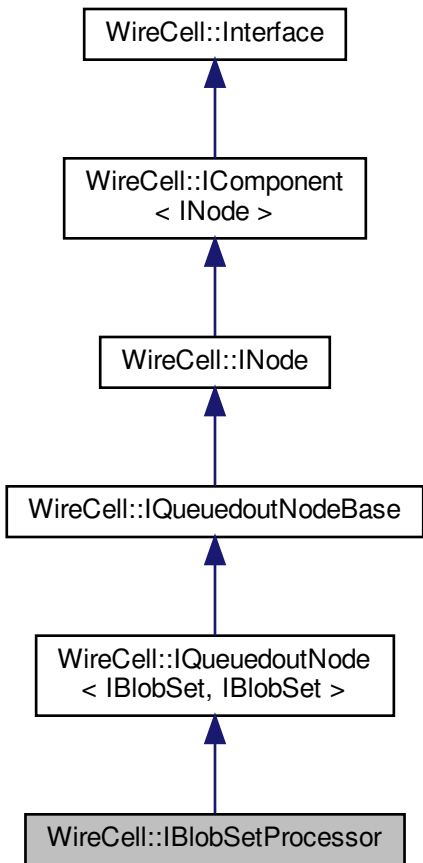 WireCell::Interface
WireCell::IComponent
< INode >
WireCell::INode
WireCell::IQueuedoutNodeBase
WireCell::IQueuedoutNode
< IBlobSet, IBlobSet >
WireCell::IBlobSetProcessor